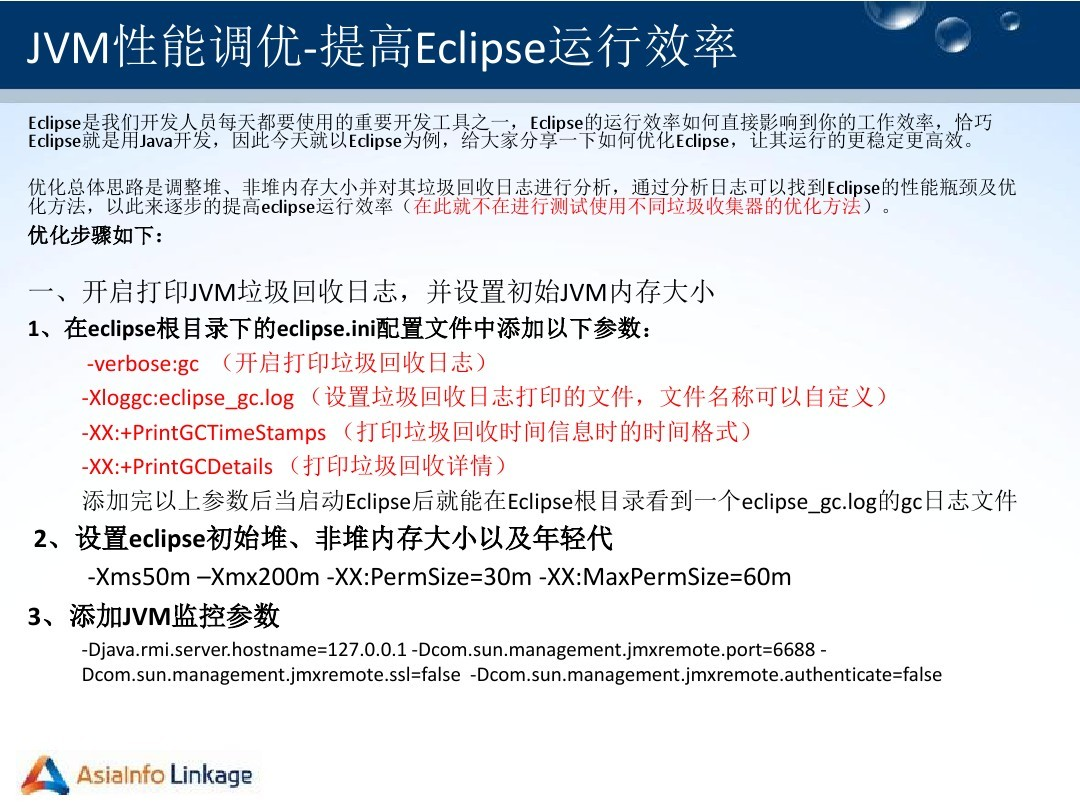 JVM性能调优-提高Eclipse运行效率
Eclipse是我们开发人员每天都要使用的重要开发工具之一，Eclipse的运行效率如何直接影响到你的工作效率，恰巧
Eclipse就是用Java开发，因此今天就以Eclipse为例，给大家分享一下如何优化Eclipse，让其运行的更稳定更高效。
优化总体思路是调整堆、非堆内存大小并对其垃圾回收日志进行分析，通过分析日志可以找到Eclipse的性能瓶颈及优
化方法，以此来逐步的提高eclipse运行效率（在此就不在进行测试使用不同垃圾收集器的优化方法）。
优化步骤如下：
一、开启打印JVM垃圾回收日志，并设置初始JVM内存大小
1、在eclipse根目录下的eclipse.ini配置文件中添加以下参数：
-verbose:gc （开启打印垃圾回收日志）
-Xloggc:eclipse_gc.log （设置垃圾回收日志打印的文件，文件名称可以自定义）
-XX:+PrintGCTimeStamps （打印垃圾回收时间信息时的时间格式）
-XX:+PrintGCDetails （打印垃圾回收详情）
添加完以上参数后当启动Eclipse后就能在Eclipse根目录看到一个eclipse_gc.log的gc日志文件
2、设置eclipse初始堆、非堆内存大小以及年轻代
-Xms50m –Xmx200m -XX:PermSize=30m -XX:MaxPermSize=60m
3、添加JVM监控参数
-Djava.rmi.server.hostname=127.0.0.1 -Dcom.sun.management.jmxremote.port=6688 -
Dcom.sun.management.jmxremote.ssl=false -Dcom.sun.management.jmxremote.authenticate=false
AsiaInfo Linkage